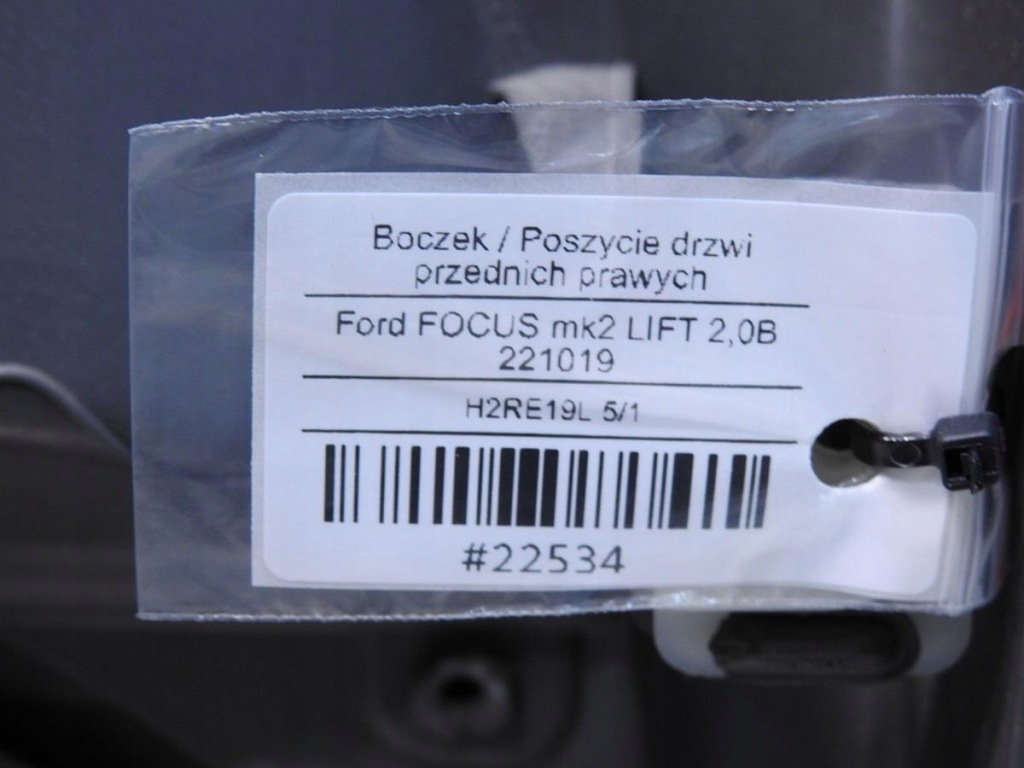 Boczek / Poszycie drzwi
przednich prawych
Ford FOCUS mk2 LIFT 2,0B
221019
H2RE19L 5/1
#22534